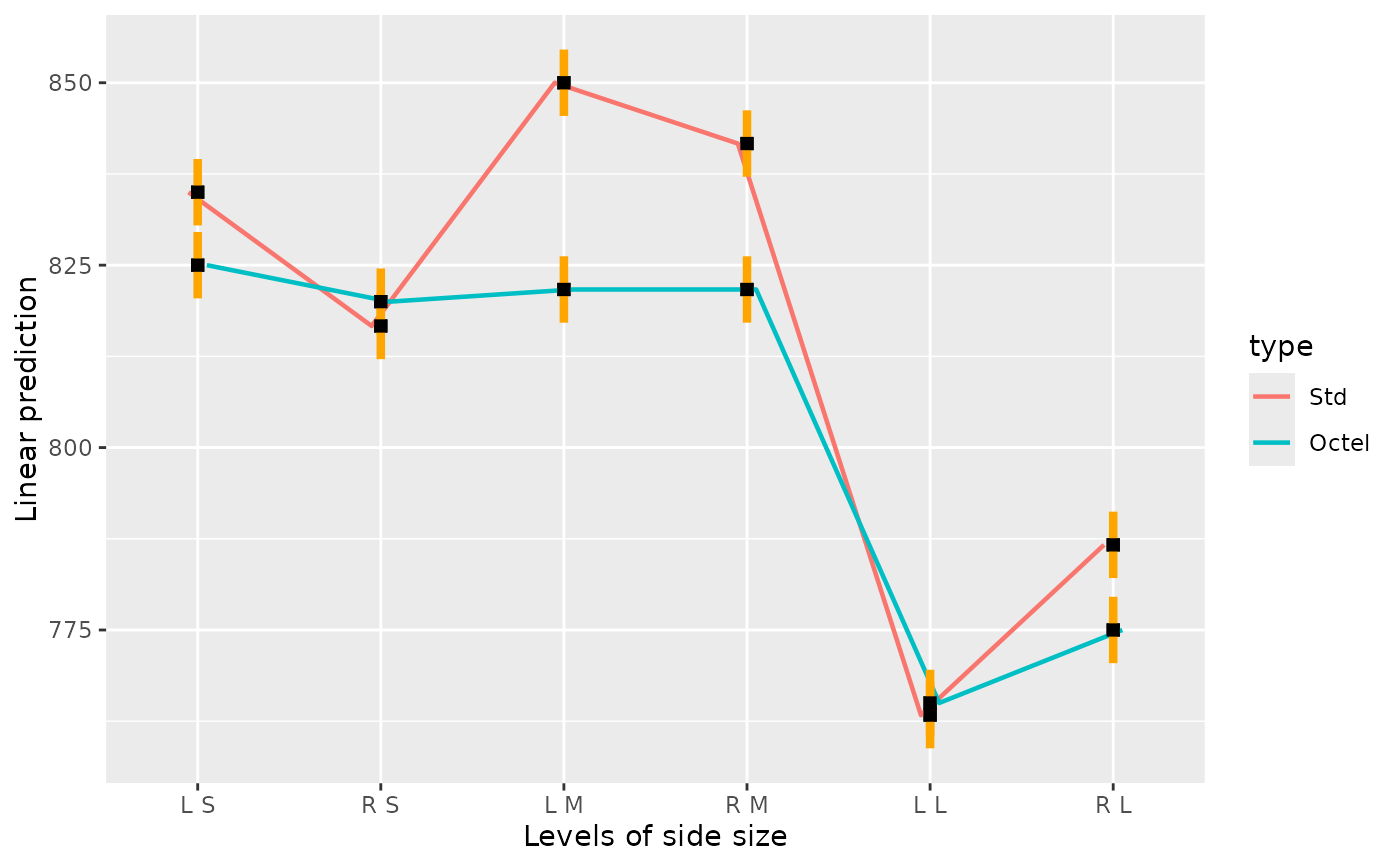 850
825
800
775
Linear prediction
L S
R S
L M
R M
L L
R L
Levels of side size
type
Std
Octel